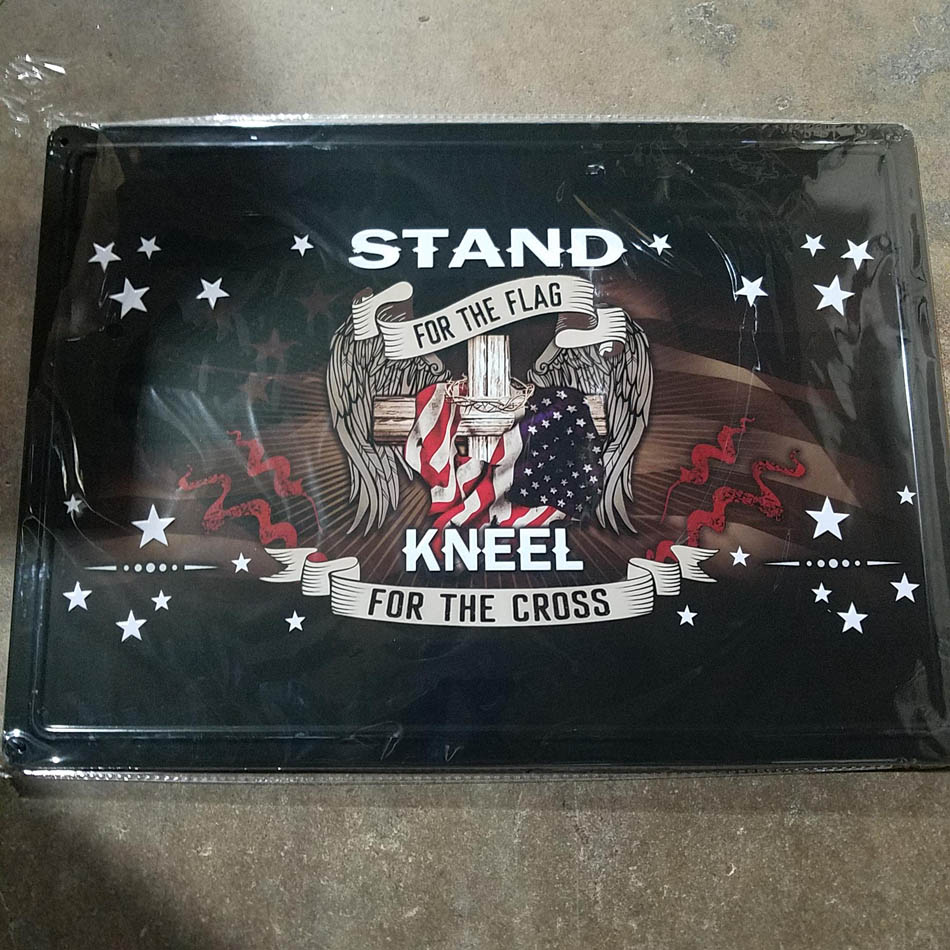 STAND
FOR THE FLAG
KNEEL
FOR THE CROSS